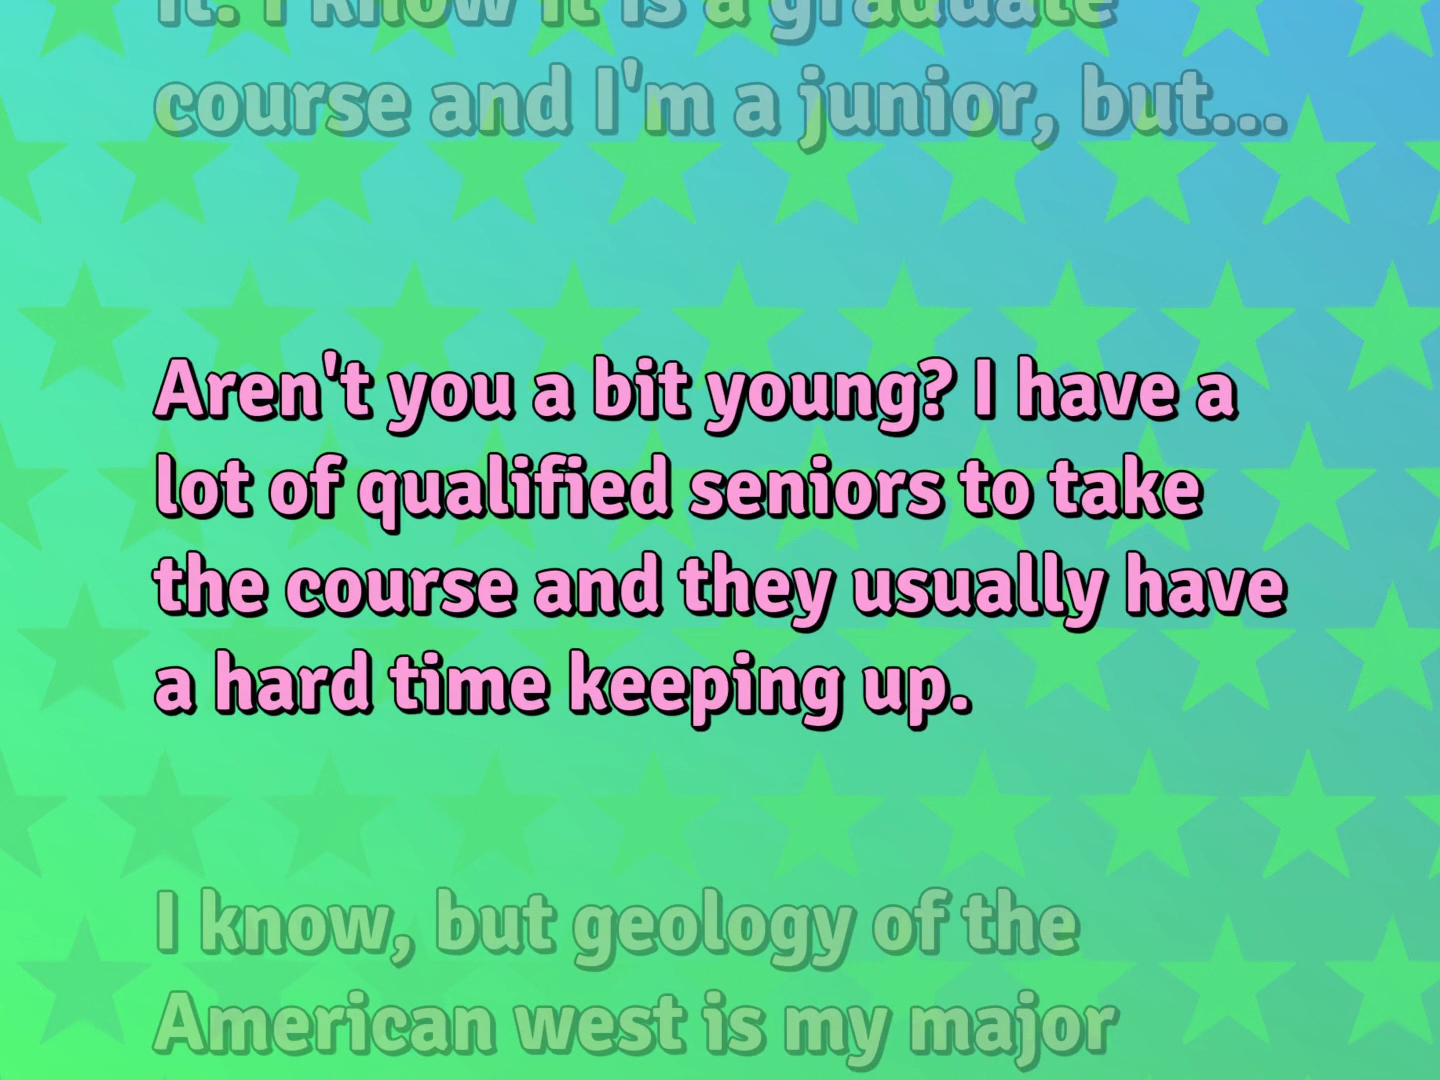 it. I know it is a graduate
course and I'm a junior, but...
Aren't you a bit young? I have a
lot of qualified seniors to take
the course and they usually have
a hard time keeping up.
I know, but geology of the
American west is my major